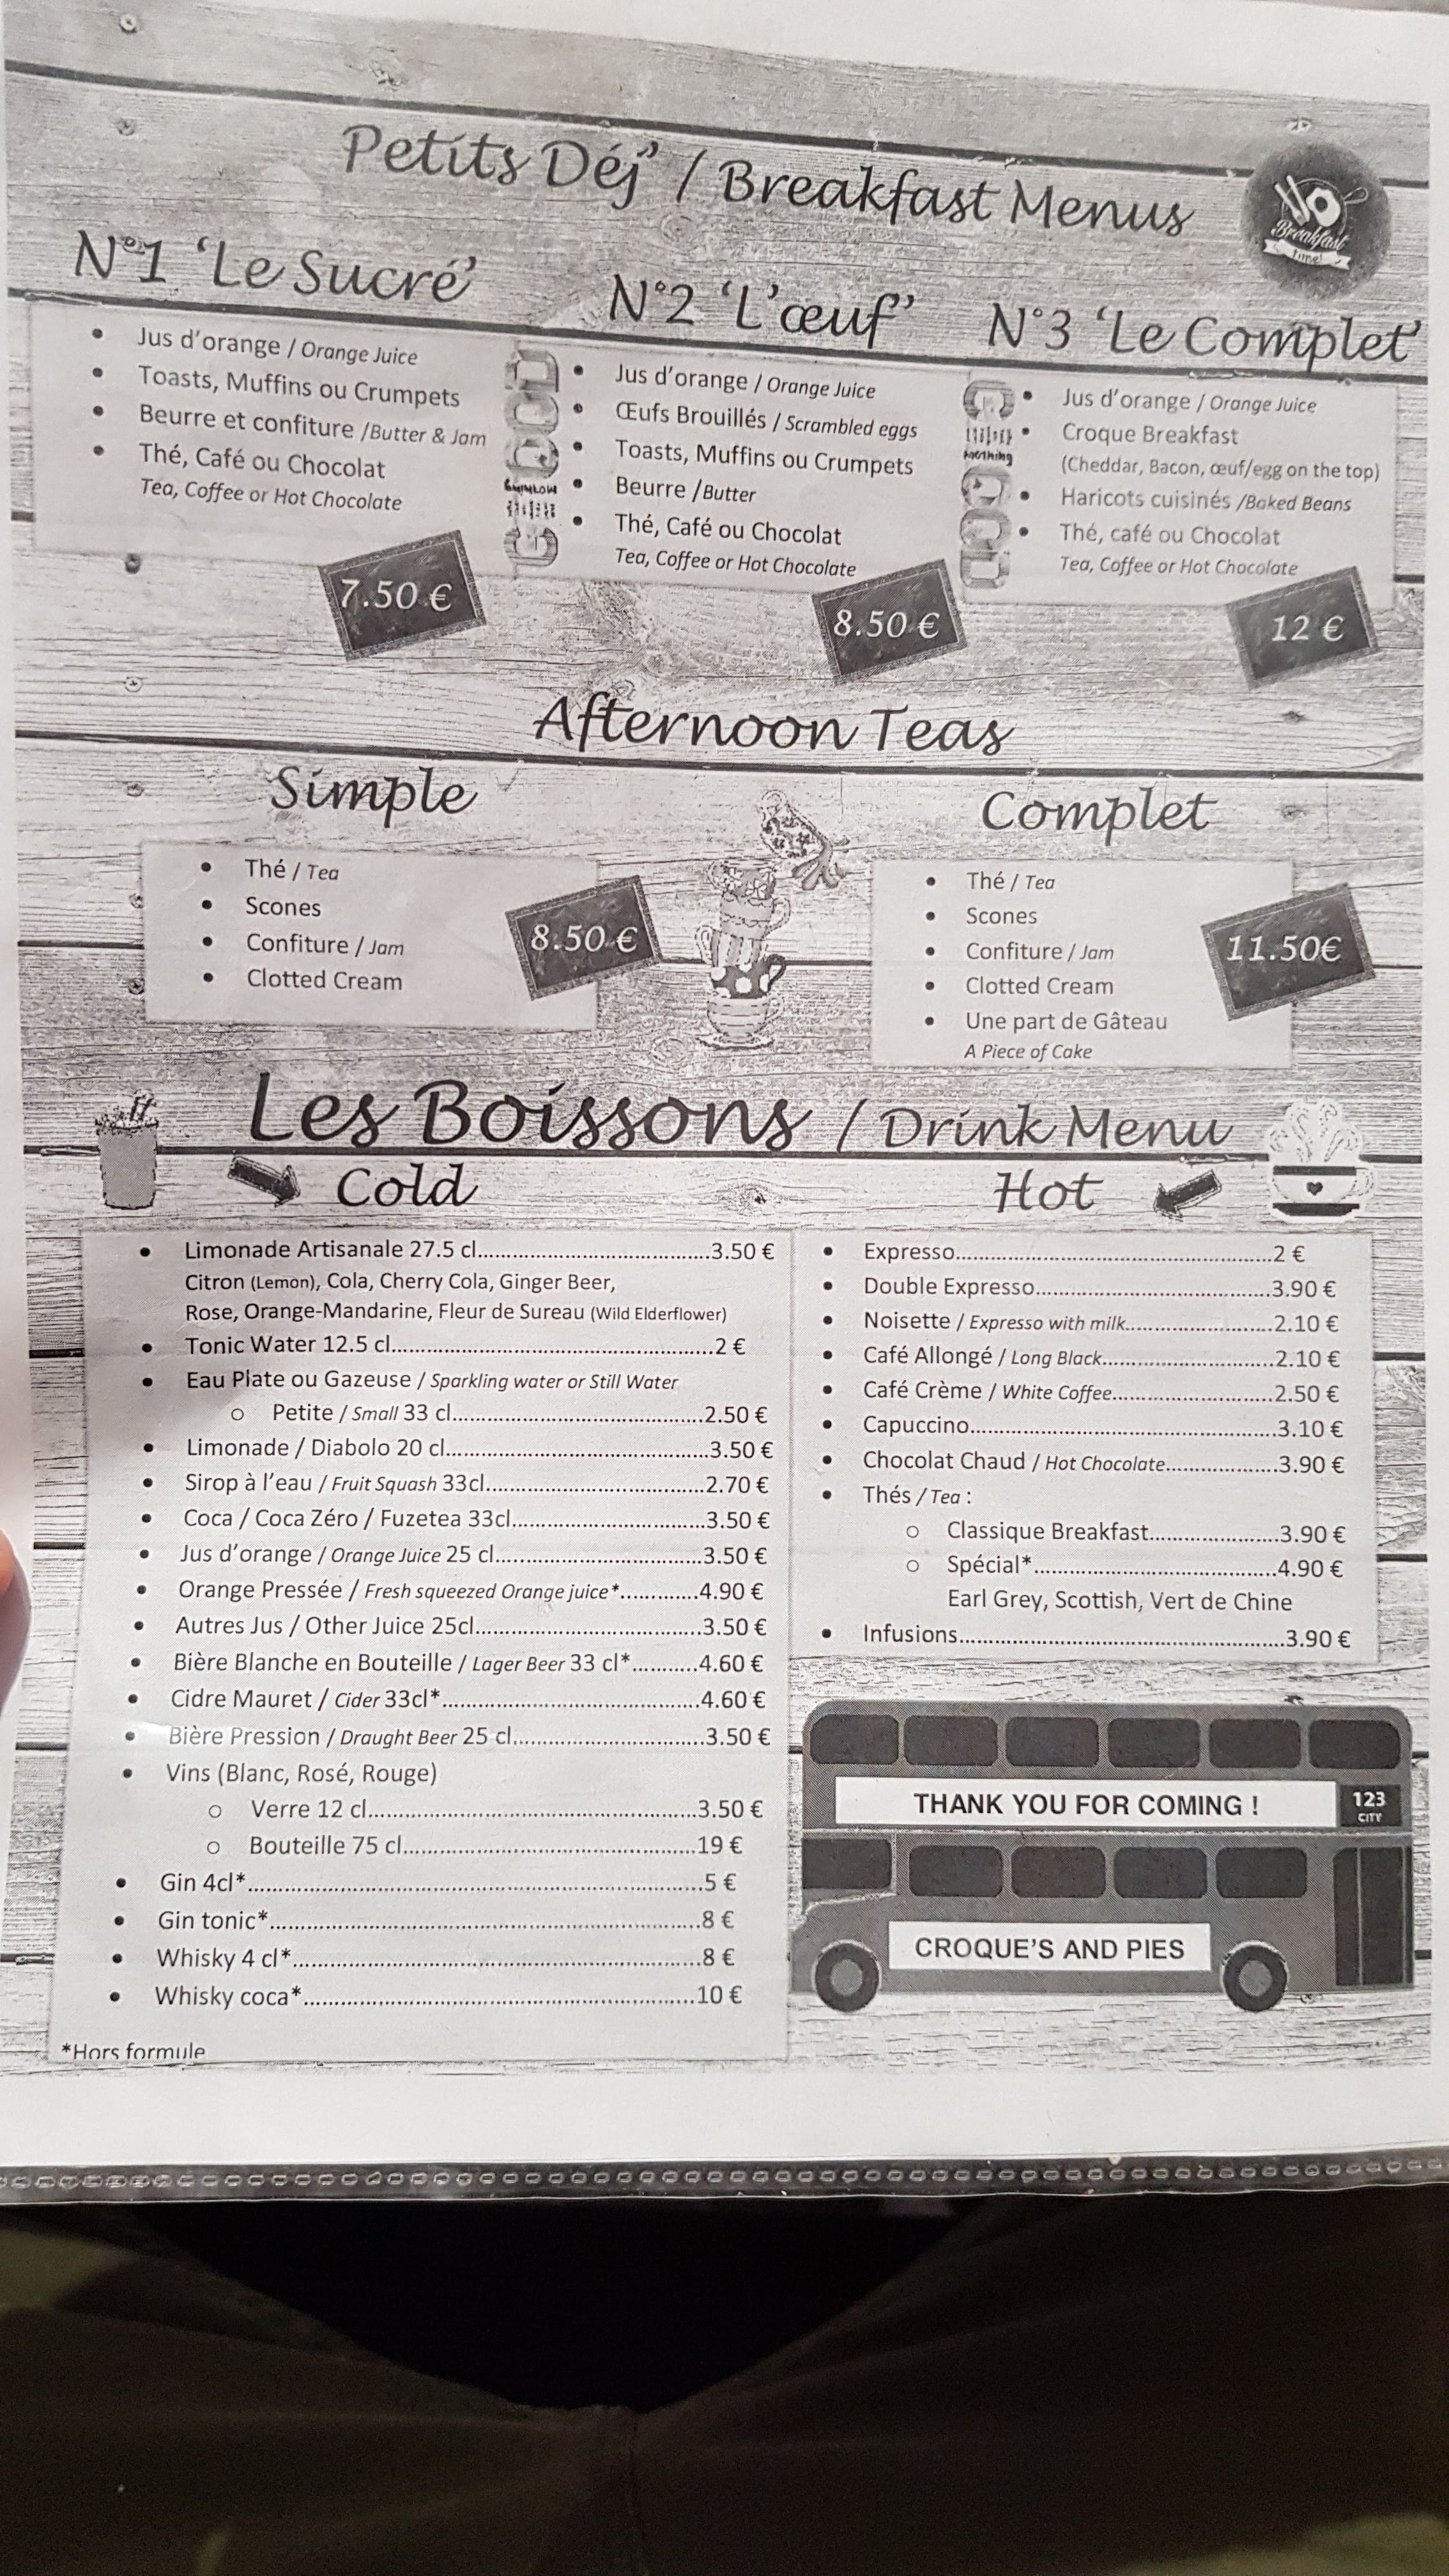 Petits Déj' / Breakfast Menus
Breakfast
time!
N°1 'Le Sucré'
Jus d'orange / Orange Juice
Toasts, Muffins ou Crumpets
Beurre et confiture /Butter & Jam
Thé, Café ou Chocolat
Tea, Coffee or Hot Chocolate
7.50 €
N°2 'L'œuf'
Jus d'orange / Orange Juice
Œufs Brouillés / Scrambled eggs
Toasts, Muffins ou Crumpets
Beurre /Butter
Thé, Café ou Chocolat
Tea, Coffee or Hot Chocolate
8.50 €
N°3 'Le Complet'
Jus d'orange / Orange Juice
Croque Breakfast
(Cheddar, Bacon, œuf/egg on the top)
Haricots cuisinés /Baked Beans
Thé, café ou Chocolat
Tea, Coffee or Hot Chocolate
12 €
Afternoon Teas
Simple
Thé / Tea
Scones
Confiture / Jam
Clotted Cream
8.50 €
Complet
Thé / Tea
Scones
Confiture / Jam
Clotted Cream
Une part de Gâteau
A Piece of Cake
11.50€
Les Boissons / Drink Menu
Cold
Limonade Artisanale 27.5 cl...................................................3.50 €
Citron (Lemon), Cola, Cherry Cola, Ginger Beer,
Rose, Orange-Mandarine, Fleur de Sureau (Wild Elderflower)
Tonic Water 12.5 cl.......................................................................2 €
Eau Plate ou Gazeuse / Sparkling water or Still Water
Petite / Small 33 cl.......................................................2.50 €
Limonade / Diabolo 20 cl..........................................................3.50 €
Sirop à l'eau / Fruit Squash 33cl................................................2.70 €
Coca / Coca Zéro / Fuzetea 33cl...........................................3.50 €
Jus d'orange / Orange Juice 25 cl..............................................3.50 €
Orange Pressée / Fresh squeezed Orange juice*.............4.90 €
Autres Jus / Other Juice 25cl..................................................3.50 €
Bière Blanche en Bouteille / Lager Beer 33 cl*...........4.60 €
Cidre Mauret / Cider 33cl*.........................................................4.60 €
Bière Pression / Draught Beer 25 cl..........................................3.50 €
Vins (Blanc, Rosé, Rouge)
Verre 12 cl........................................................................3.50 €
Bouteille 75 cl................................................................19 €
Gin 4cl*....................................................................................................5 €
Gin tonic*...............................................................................................8 €
Whisky 4 cl*..........................................................................................8 €
Whisky coca*.......................................................................................10 €
*Hors formule
Hot
Expresso......................................................................2 €
Double Expresso....................................................3.90 €
Noisette / Expresso with milk................................2.10 €
Café Allongé / Long Black......................................2.10 €
Café Crème / White Coffee...................................2.50 €
Capuccino....................................................................3.10 €
Chocolat Chaud / Hot Chocolate.........................3.90 €
Thés / Tea :
Classique Breakfast.............................3.90 €
Spécial*......................................................4.90 €
Earl Grey, Scottish, Vert de Chine
Infusions........................................................................3.90 €
THANK YOU FOR COMING !
123
CITY
CROQUE'S AND PIES